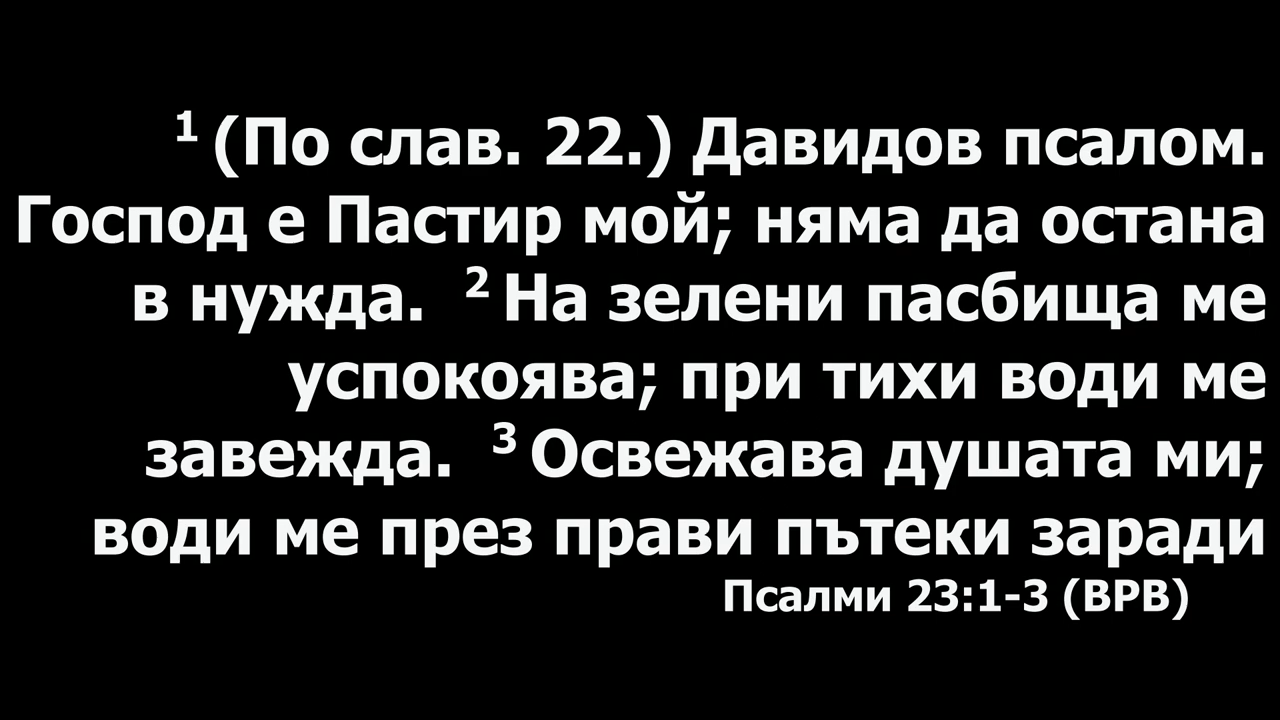 ¹ (По слав. 22.) Давидов псалом.
Господ е Пастир мой; няма да остана
в нужда. ² На зелени пасбища ме
успокоява; при тихи води ме
завежда. ³ Освежава душата ми;
води ме през прави пътеки заради
Псалми 23:1-3 (ВРВ)